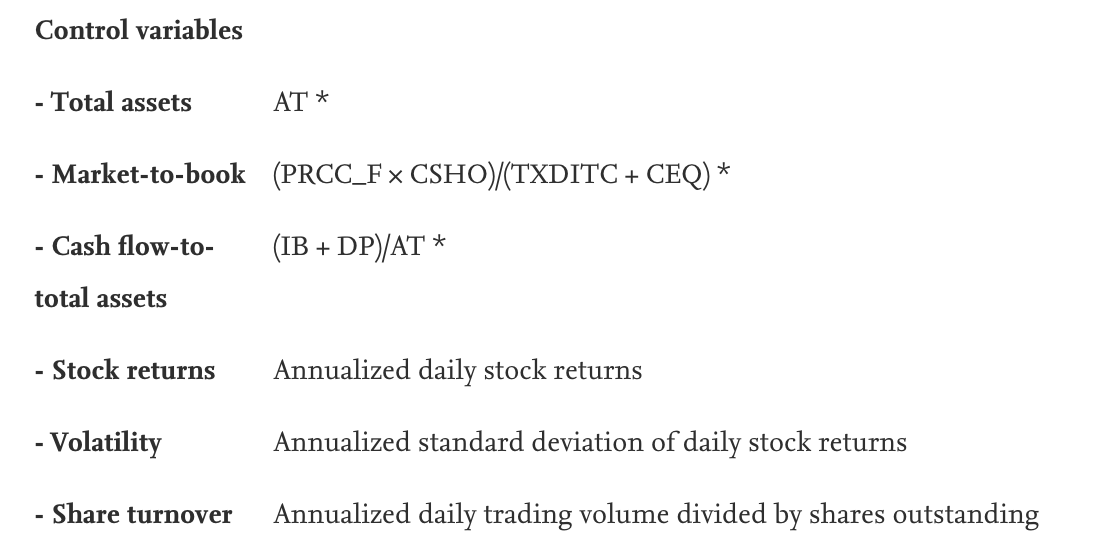 Control variables
- Total assets AT *
- Market-to-book (PRCC_F × CSHO)/(TXDITC + CEQ) *
- Cash flow-to- (IB + DP)/AT *
total assets
- Stock returns Annualized daily stock returns
- Volatility Annualized standard deviation of daily stock returns
- Share turnover Annualized daily trading volume divided by shares outstanding